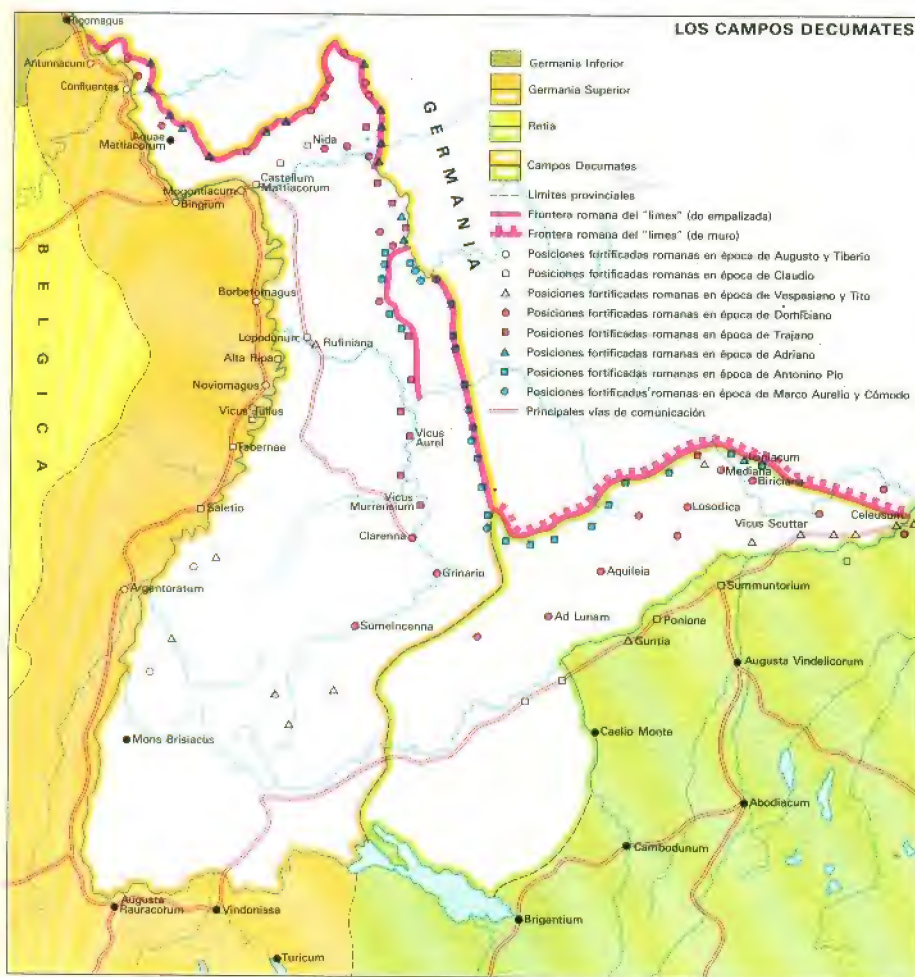 LOS CAMPOS DECUMATES
Germania Inferior
Germania Superior
Retia
Campos Decumates
Límites provinciales
Frontera romana del "limes" (de empalizada)
Frontera romana del "limes" (de muro)
Posiciones fortificadas romanas en época de Augusto y Tiberio
Posiciones fortificadas romanas en época de Claudio
Posiciones fortificadas romanas en época de Vespasiano y Tito
Posiciones fortificadas romanas en época de Domibiano
Posiciones fortificadas romanas en época de Trajano
Posiciones fortificadas romanas en época de Adriano
Posiciones fortificadas romanas en época de Antonino Pío
Posiciones fortificadas romanas en época de Marco Aurelio y Cómodo
Principales vías de comunicación
GERMANIA
BELGICA
Rigomagus
Antunnacum
Confluentes
Aquae
Mattiacorum
Nida
Castellum
Mattiacorum
Mogontiacum
Bingium
Borbetomagus
Lopodunum
Rufiniana
Alta Ripa
Noviomagus
Vicus Julius
Tabernae
Vicus
Aurel
Saletio
Vicus
Murrensium
Clarenna
Grinario
Argentoratum
Sumelocenna
Mons Brisiacus
Mediana
Biriciana
Losodica
Vicus Scuttar
Celeusum
Aquileia
Ad Lunam
Summuntorium
Poniona
Guntia
Augusta Vindelicorum
Caelio Monte
Abodiacum
Cambodunum
Brigantium
Augusta
Rauracorum
Vindonissa
Turicum